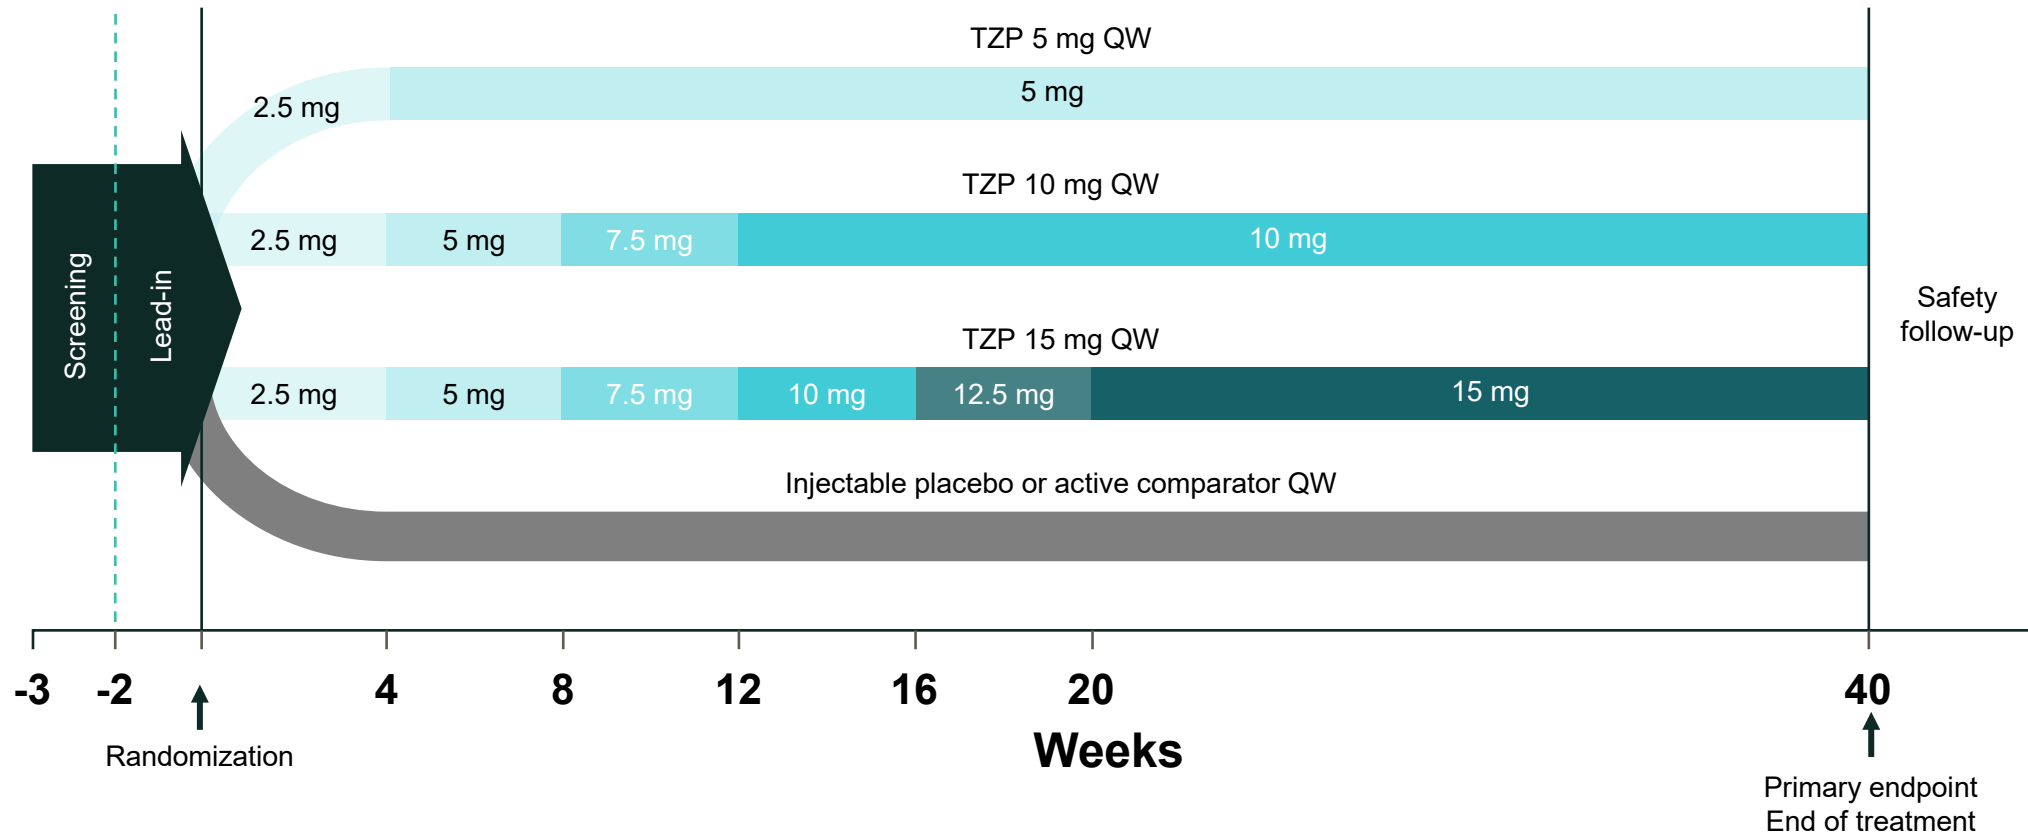 TZP 5 mg QW
2.5 mg
5 mg
TZP 10 mg QW
2.5 mg
5 mg
7.5 mg
10 mg
Screening
Lead-in
TZP 15 mg QW
2.5 mg
5 mg
7.5 mg
10 mg
12.5 mg
15 mg
Safety
follow-up
Injectable placebo or active comparator QW
-3
-2
4
8
12
16
20
40
Randomization
Weeks
Primary endpoint
End of treatment